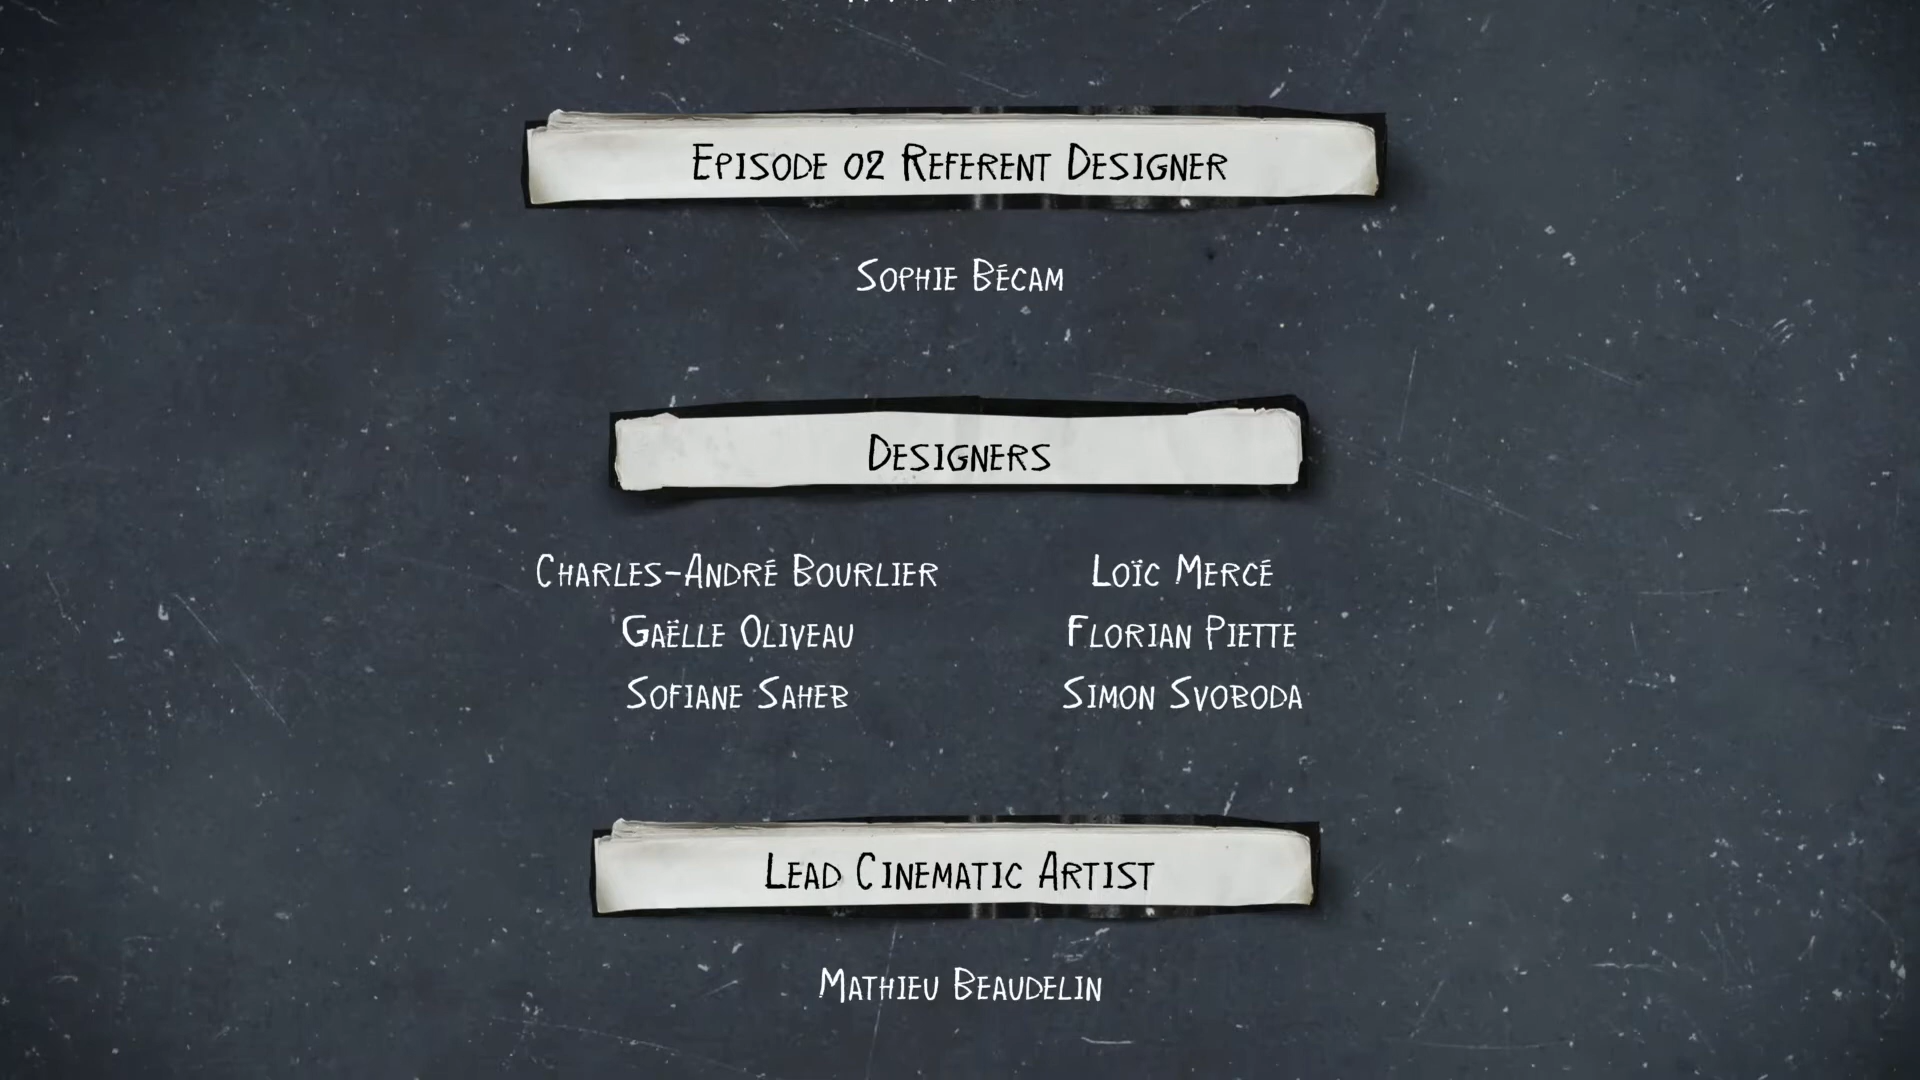 Episode 02 Referent Designer
Sophie Bécam
Designers
Charles-André Bourlier
Loïc Mercé
Gaëlle Oliveau
Florian Piette
Sofiane Saheb
Simon Svoboda
Lead Cinematic Artist
Mathieu Beaudelin